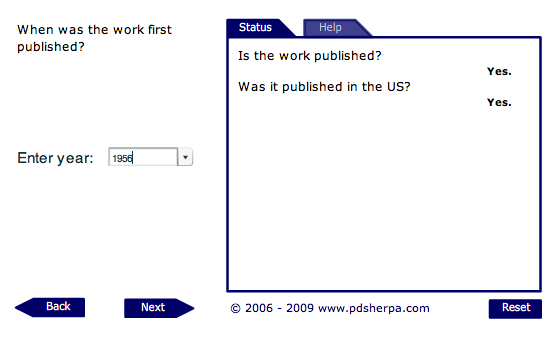 When was the work first
published?
Enter year: 1956
Status
Help
Is the work published?
Yes.
Was it published in the US?
Yes.
Back
Next
© 2006 - 2009 www.pdsherpa.com
Reset